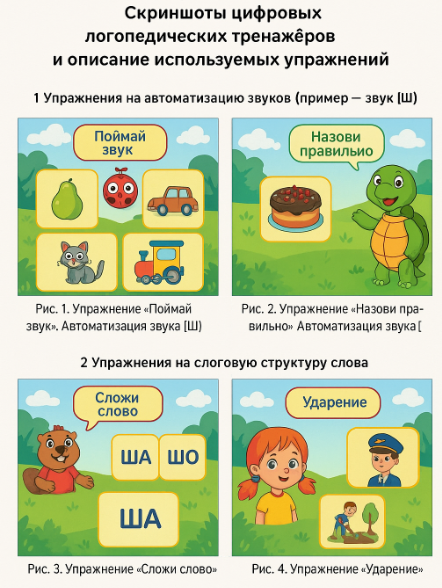 Скриншоты цифровых
логопедических тренажêров
и описание используемых упражнений
1 Упражнения на автоматизацию звуков (пример — звук [Ш)
Поймай
звук
Назови
правильио
Рис. 1. Упражнение «Поймай
звук». Автоматизация звука [Ш)
Рис. 2. Упражнение «Назови пра-
вильно» Автоматизация звука [
2 Упражнения на слоговую структуру слова
Сложи
слово
ША ШО
ША
Ударение
Рис. 3. Упражнение «Сложи слово»
Рис. 4. Упражнение «Ударение»